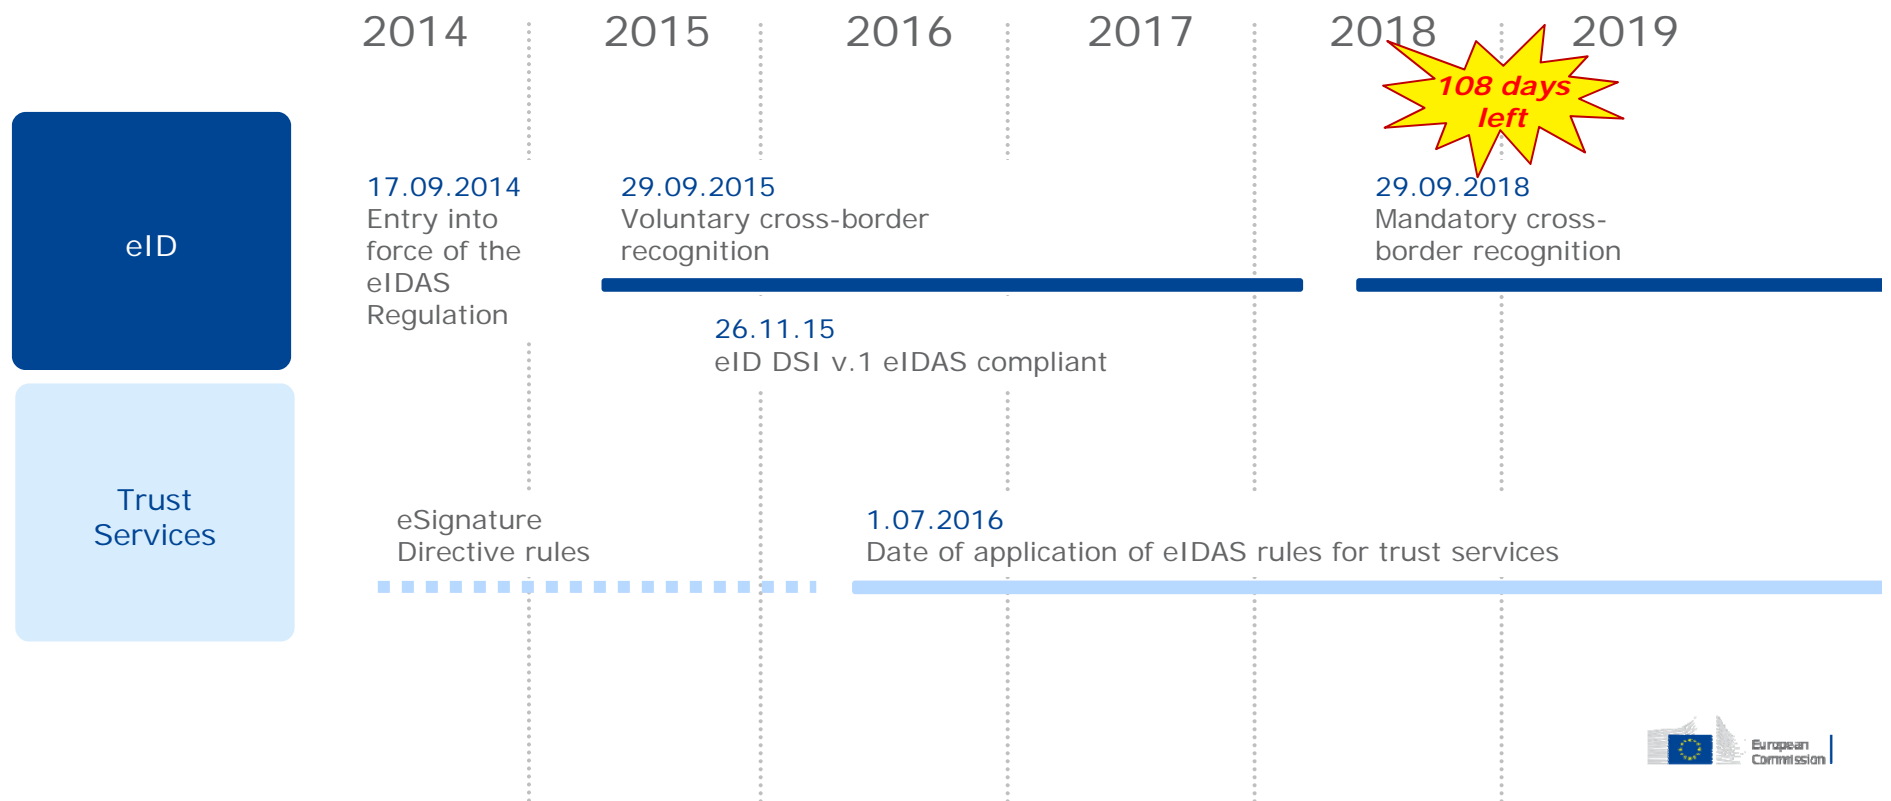 2014 2015 2016 2017 2018 2019
108 days
left
eID
17.09.2014
Entry into
force of the
eIDAS
Regulation
29.09.2015
Voluntary cross-border
recognition
29.09.2018
Mandatory cross-
border recognition
26.11.15
eID DSI v.1 eIDAS compliant
Trust
Services
eSignature
Directive rules
1.07.2016
Date of application of eIDAS rules for trust services
European
Commission